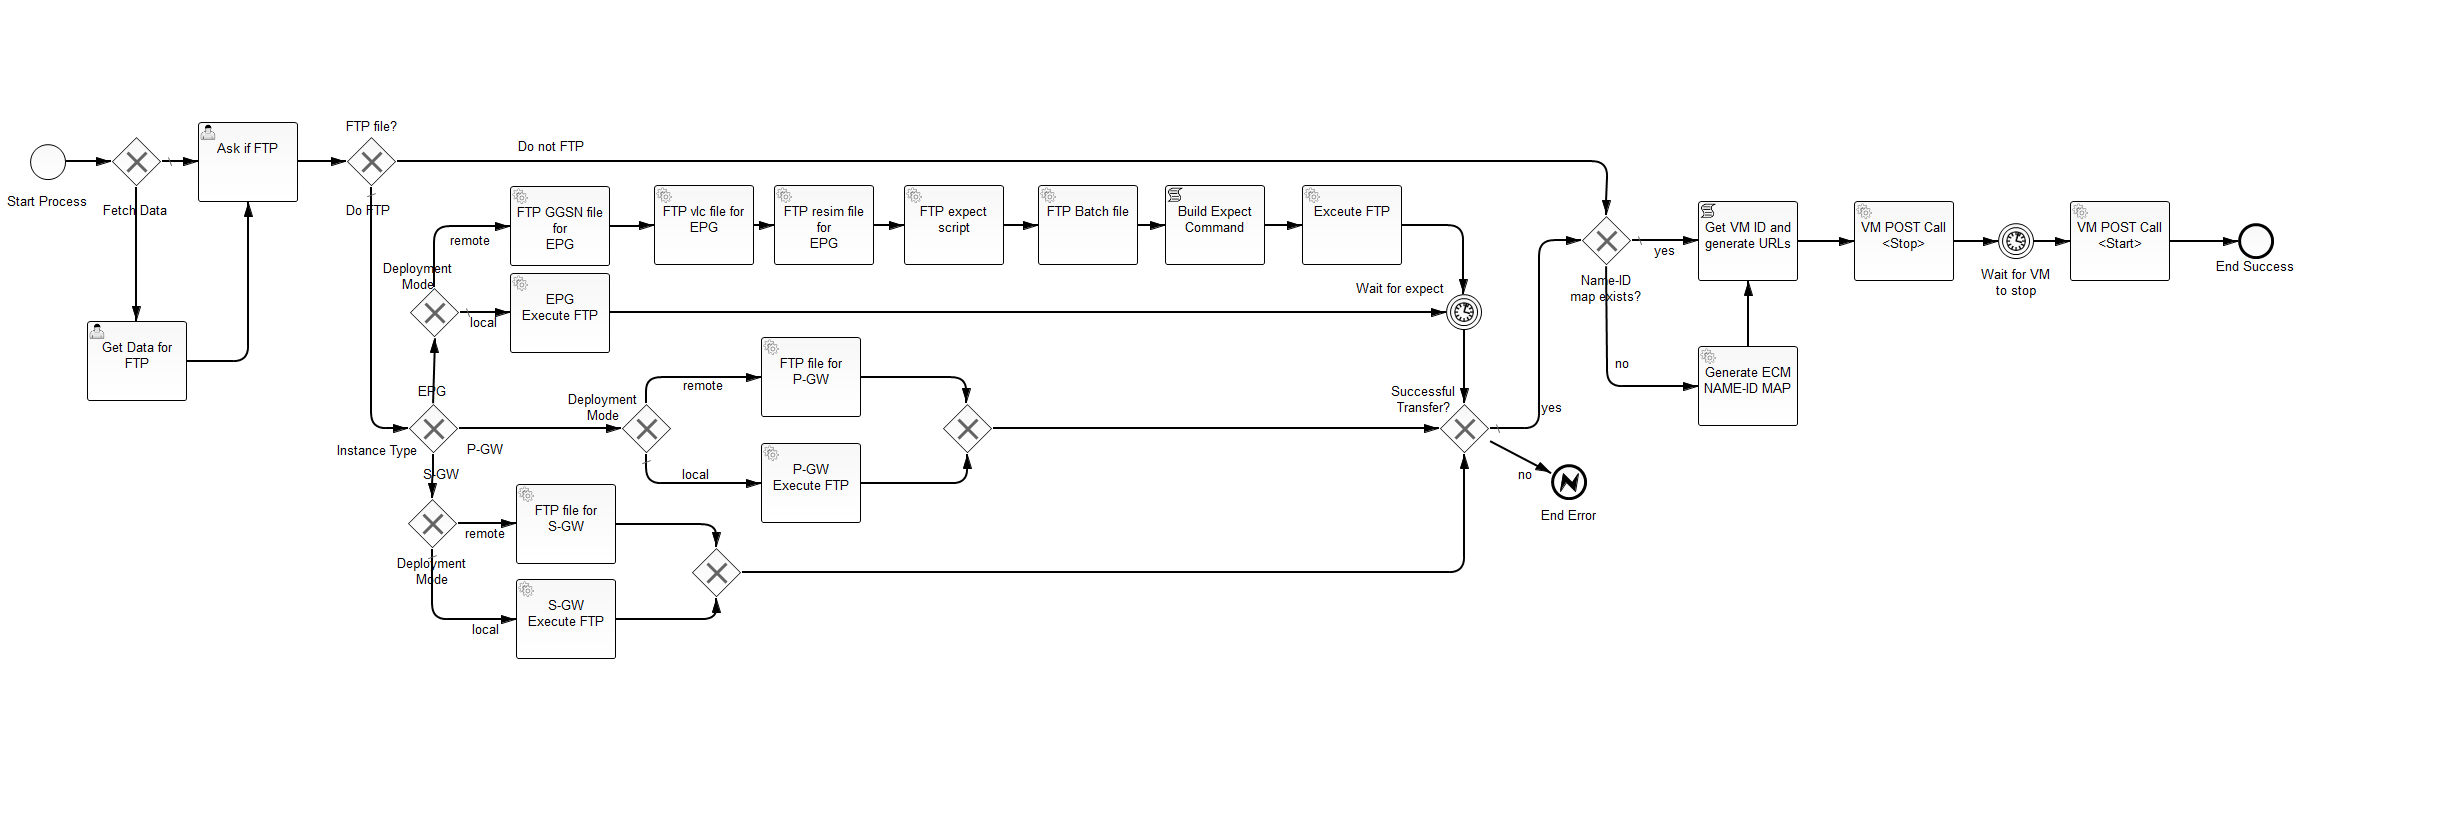 Start Process
Fetch Data
Ask if FTP
Get Data for
FTP
FTP file?
Do not FTP
Do FTP
remote
Deployment
Mode
local
FTP GGSN file
for
EPG
FTP vlc file for
EPG
FTP resim file
for
EPG
FTP expect
script
FTP Batch file
Build Expect
Command
Exceute FTP
EPG
Execute FTP
Wait for expect
EPG
Instance Type
P-GW
S-GW
Deployment
Mode
remote
local
FTP file for
P-GW
P-GW
Execute FTP
Deployment
Mode
remote
local
FTP file for
S-GW
S-GW
Execute FTP
Successful
Transfer?
yes
no
End Error
Name-ID
map exists?
yes
no
Get VM ID and
generate URLs
Generate ECM
NAME-ID MAP
VM POST Call
<Stop>
Wait for VM
to stop
VM POST Call
<Start>
End Success